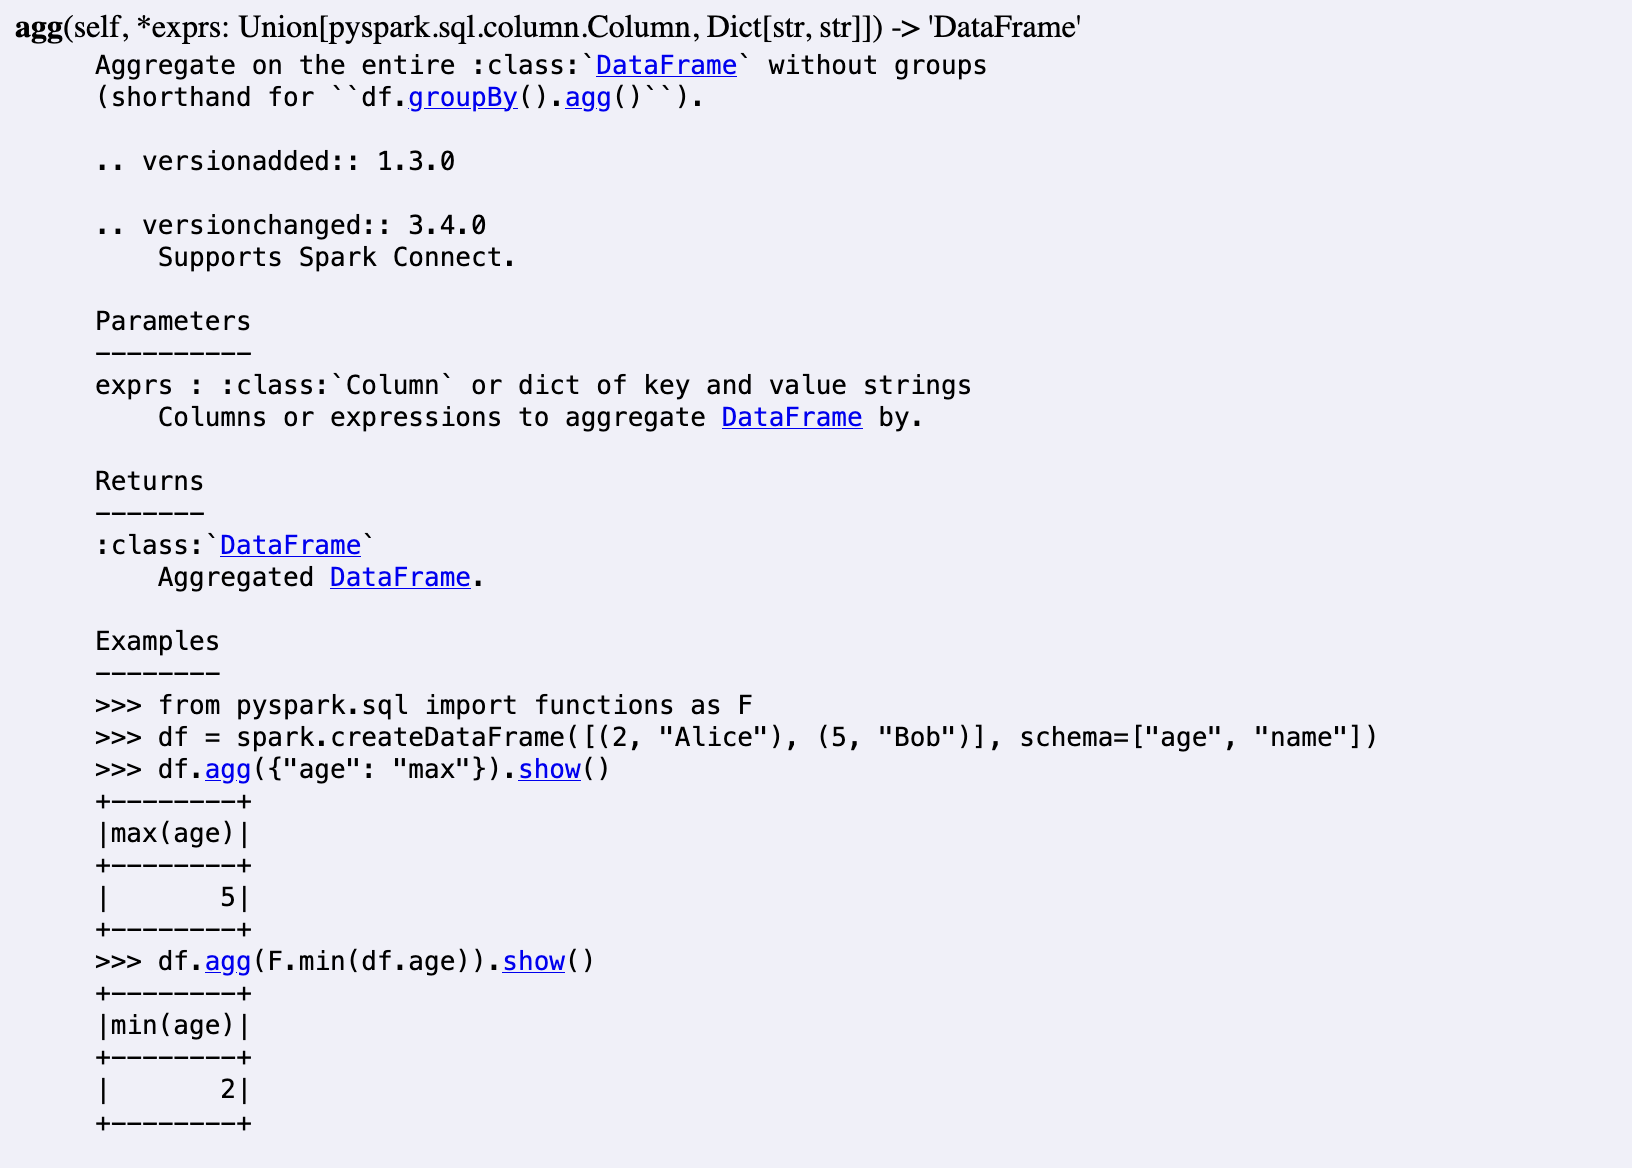 agg(self, *exprs: Union[pyspark.sql.column.Column, Dict[str, str]]) -> 'DataFrame'
Aggregate on the entire :class:`DataFrame` without groups
(shorthand for ``df.groupBy().agg()``).
.. versionadded:: 1.3.0
.. versionchanged:: 3.4.0
    Supports Spark Connect.
Parameters
----------
exprs : :class:`Column` or dict of key and value strings
    Columns or expressions to aggregate DataFrame by.
Returns
-------
:class:`DataFrame`
    Aggregated DataFrame.
Examples
--------
>>> from pyspark.sql import functions as F
>>> df = spark.createDataFrame([(2, "Alice"), (5, "Bob")], schema=["age", "name"])
>>> df.agg({"age": "max"}).show()
+--------+
|max(age)|
+--------+
|       5|
+--------+
>>> df.agg(F.min(df.age)).show()
+--------+
|min(age)|
+--------+
|       2|
+--------+